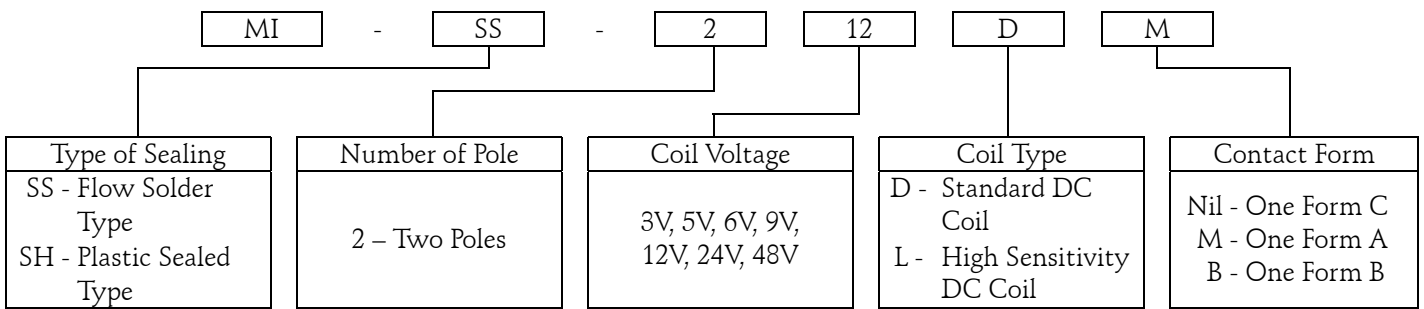 MI - SS - 2 12 D M
Type of Sealing
SS - Flow Solder
Type
SH - Plastic Sealed
Type
Number of Pole
2 – Two Poles
Coil Voltage
3V, 5V, 6V, 9V,
12V, 24V, 48V
Coil Type
D - Standard DC
Coil
L - High Sensitivity
DC Coil
Contact Form
Nil - One Form C
M - One Form A
B - One Form B